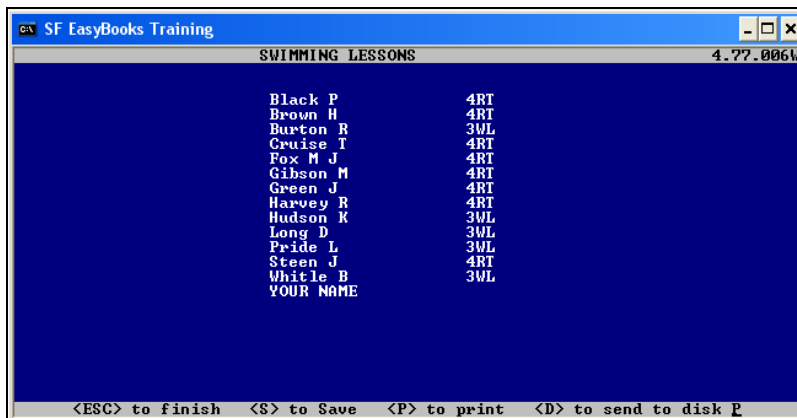 SF EasyBooks Training
SWIMMING LESSONS 4.77.006W
Black P 4RT
Brown H 4RT
Burton R 3WL
Cruise T 4RT
Fox M J 4RT
Gibson M 4RT
Green J 4RT
Harvey R 4RT
Hudson K 3WL
Long D 3WL
Pride L 3WL
Steen J 4RT
Whitle B 3WL
YOUR NAME
<ESC> to finish <S> to Save <P> to print <D> to send to disk P